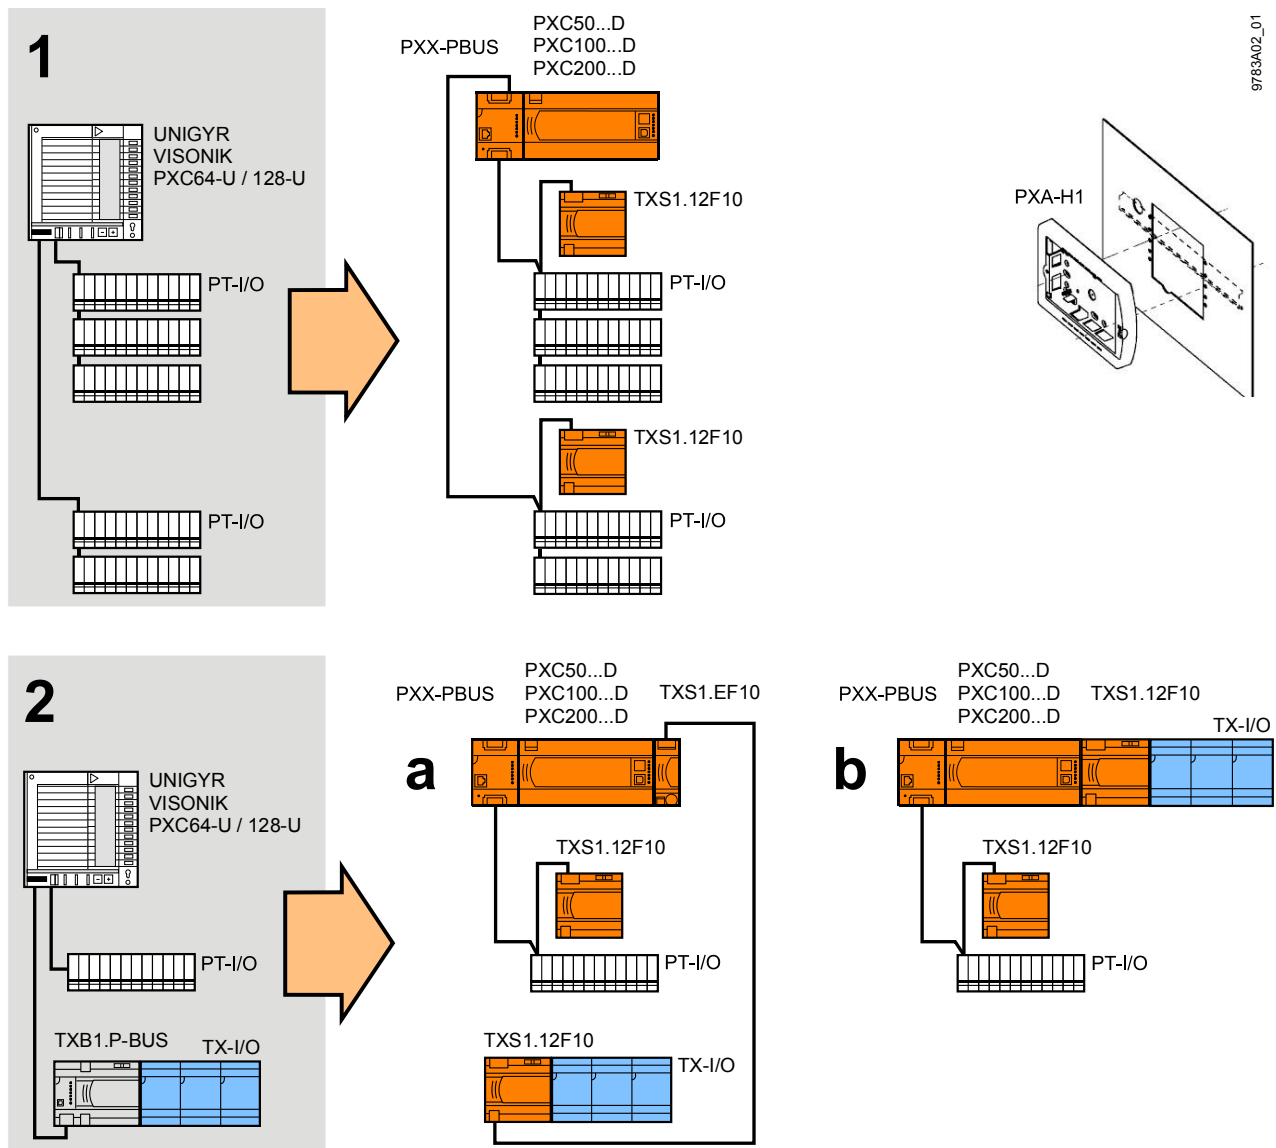 1
UNIGYR
VISONIK
PXC64-U / 128-U
PT-I/O
PT-I/O
PXX-PBUS
PXC50...D
PXC100...D
PXC200...D
TXS1.12F10
PT-I/O
TXS1.12F10
PT-I/O
PXA-H1
9783A02_01
2
UNIGYR
VISONIK
PXC64-U / 128-U
PT-I/O
TXB1.P-BUS
TX-I/O
a
PXX-PBUS
PXC50...D
PXC100...D
PXC200...D
TXS1.EF10
TXS1.12F10
PT-I/O
TXS1.12F10
TX-I/O
b
PXX-PBUS
PXC50...D
PXC100...D
PXC200...D
TXS1.12F10
TX-I/O
TXS1.12F10
PT-I/O